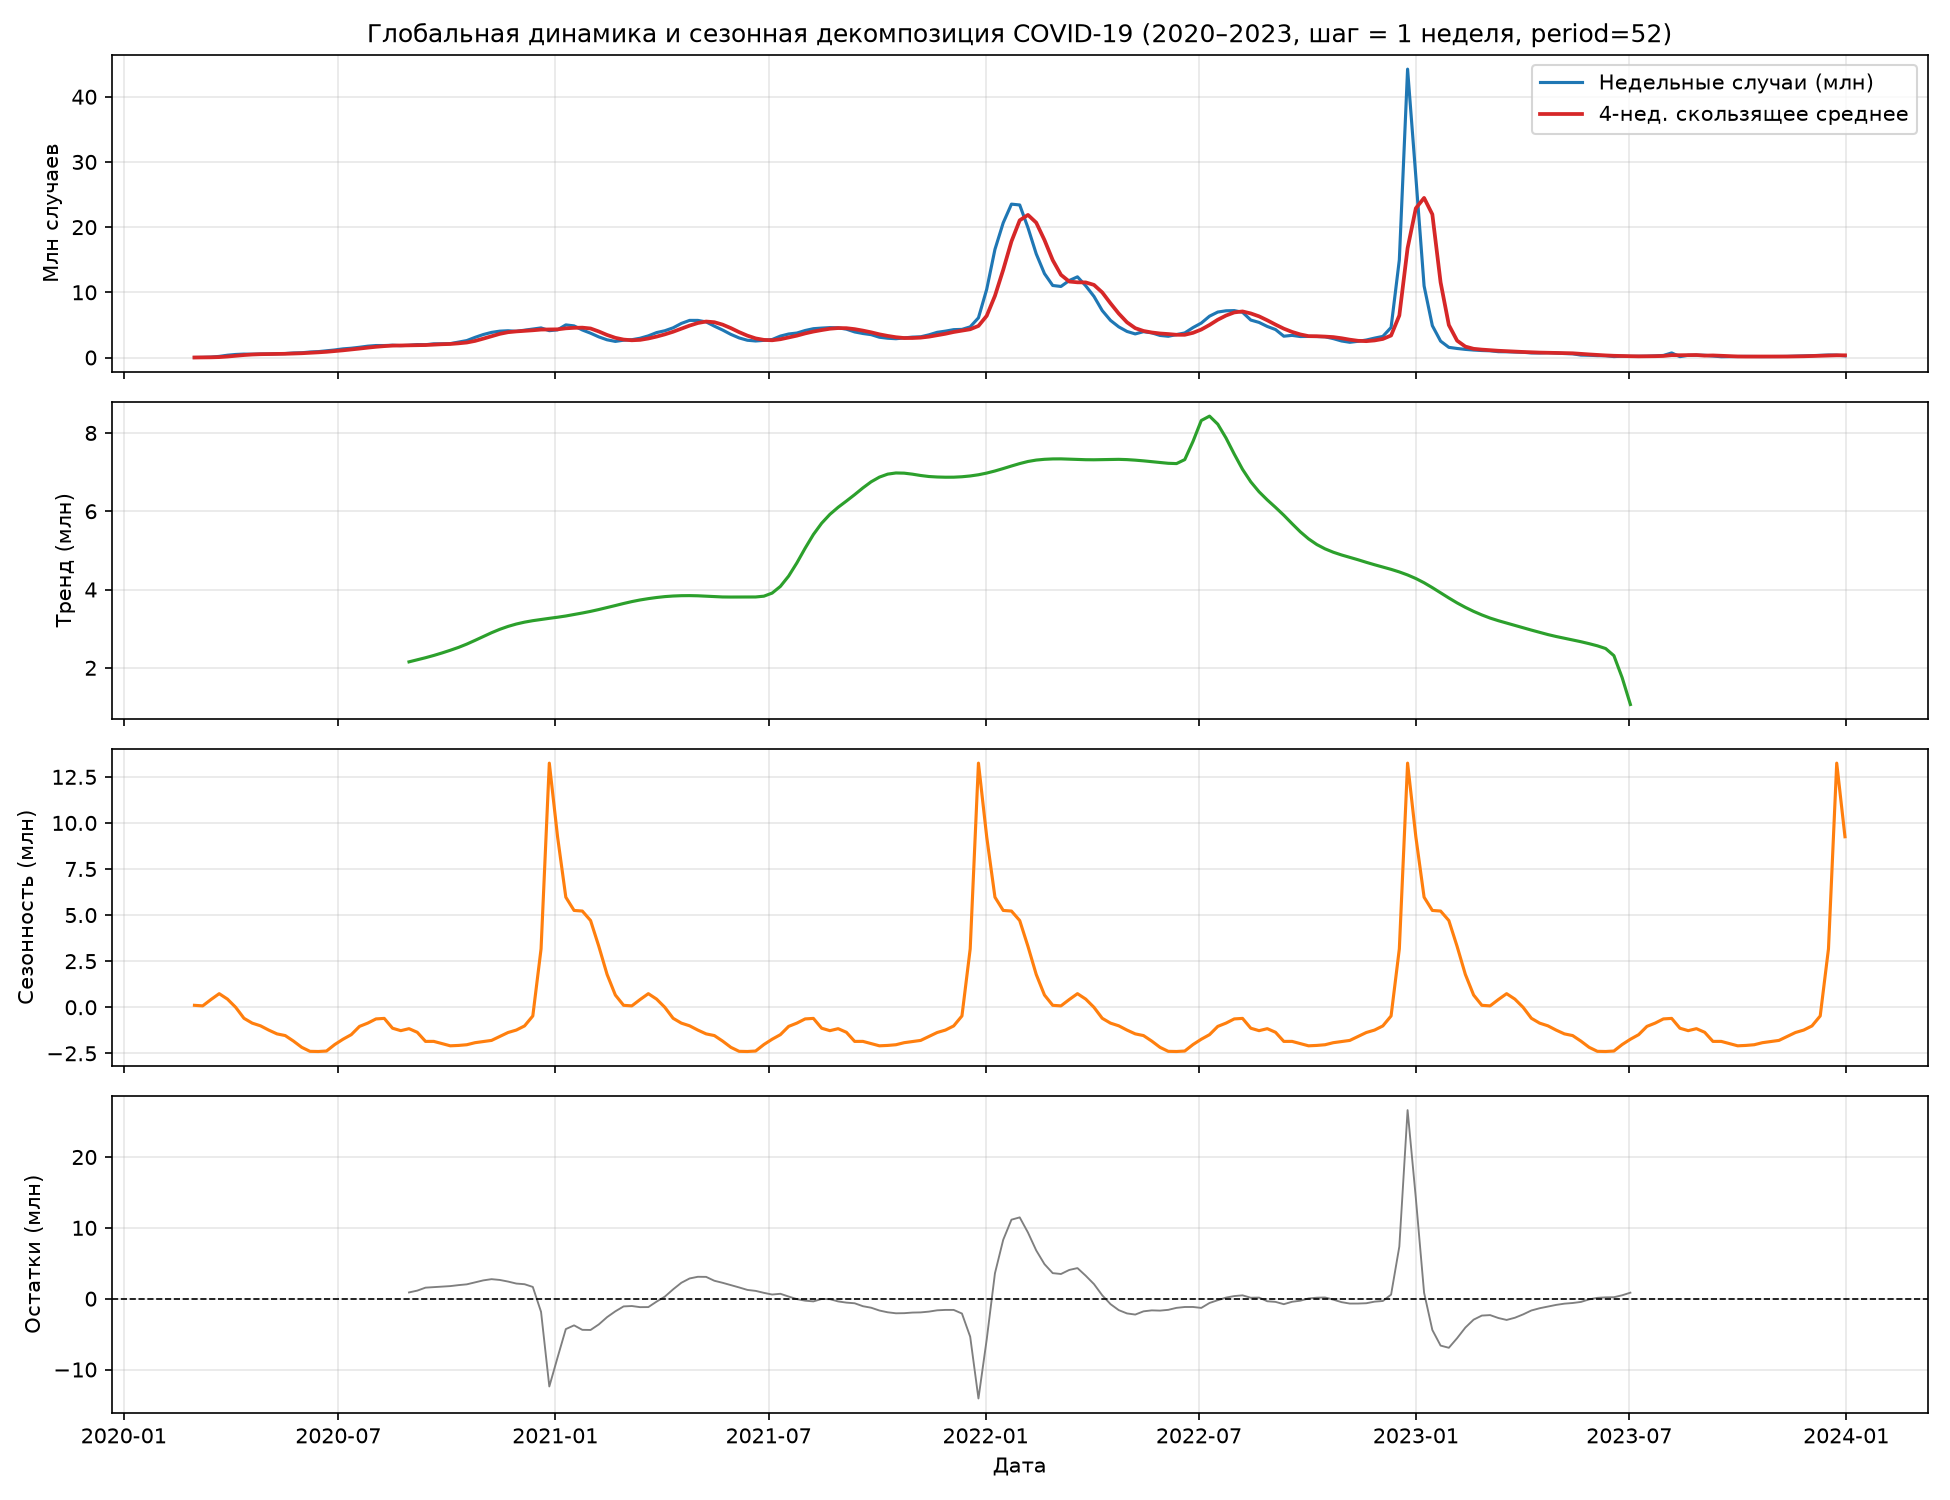 Глобальная динамика и сезонная декомпозиция COVID-19 (2020–2023, шаг = 1 неделя, period=52)
Недельные случаи (млн)
4-нед. скользящее среднее
Млн случаев
40
30
20
10
0
Тренд (млн)
8
6
4
2
Сезонность (млн)
12.5
10.0
7.5
5.0
2.5
0.0
−2.5
Остатки (млн)
20
10
0
−10
2020-01 2020-07 2021-01 2021-07 2022-01 2022-07 2023-01 2023-07 2024-01
Дата